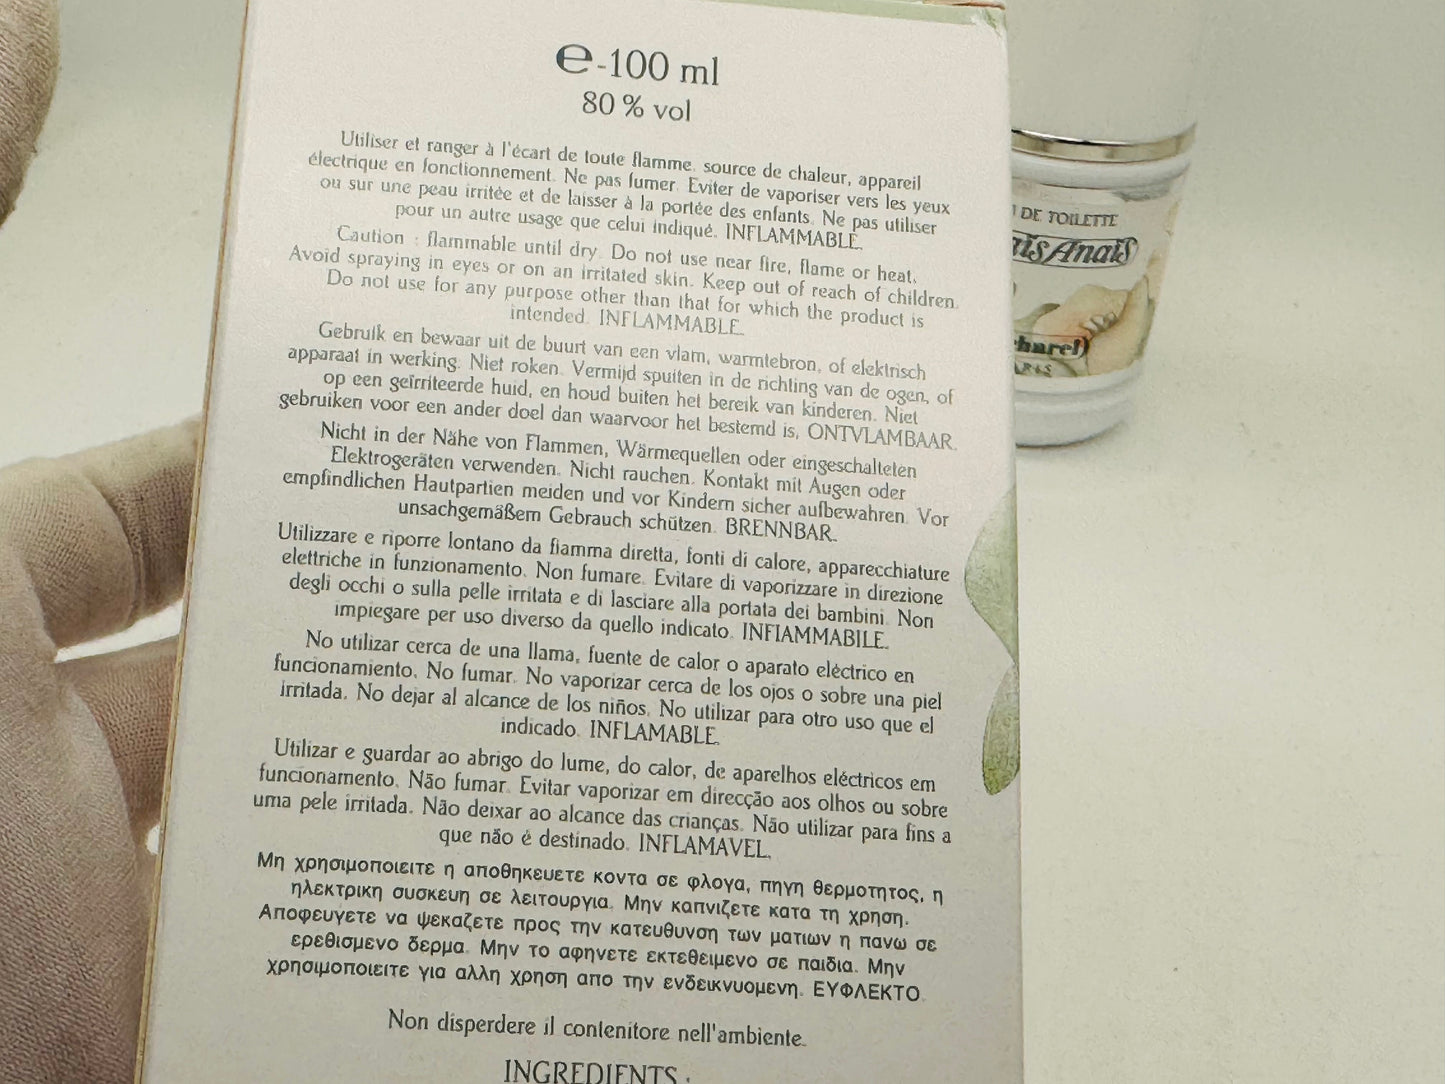 e-100 ml
80 % vol
Utiliser et ranger à l'écart de toute flamme, source de chaleur, appareil
électrique en fonctionnement. Ne pas fumer. Eviter de vaporiser vers les yeux
ou sur une peau irritée et de laisser à la portée des enfants. Ne pas utiliser
pour un autre usage que celui indiqué. INFLAMMABLE.
Caution : flammable until dry. Do not use near fire, flame or heat.
Avoid spraying in eyes or on an irritated skin. Keep out of reach of children.
Do not use for any purpose other than that for which the product is
intended. INFLAMMABLE.
Gebruik en bewaar uit de buurt van een vlam, warmtebron, of elektrisch
apparaat in werking. Niet roken. Vermijd spuiten in de richting van de ogen, of
op een geïrriteerde huid, en houd buiten het bereik van kinderen. Niet
gebruiken voor een ander doel dan waarvoor het bestemd is, ONTVLAMBAAR.
Nicht in der Nähe von Flammen, Wärmequellen oder eingeschalteten
Elektrogeräten verwenden. Nicht rauchen. Kontakt mit Augen oder
empfindlichen Hautpartien meiden und vor Kindern sicher aufbewahren. Vor
unsachgemäßem Gebrauch schützen. BRENNBAR.
Utilizzare e riporre lontano da fiamma diretta, fonti di calore, apparecchiature
elettriche in funzionamento. Non fumare. Evitare di vaporizzare in direzione
degli occhi o sulla pelle irritata e di lasciare alla portata dei bambini. Non
impiegare per uso diverso da quello indicato. INFIAMMABILE.
No utilizar cerca de una llama, fuente de calor o aparato eléctrico en
funcionamiento. No fumar. No vaporizar cerca de los ojos o sobre una piel
irritada. No dejar al alcance de los niños. No utilizar para otro uso que el
indicado. INFLAMABLE.
Utilizar e guardar ao abrigo do lume, do calor, de aparelhos eléctricos em
funcionamento. Não fumar. Evitar vaporizar em direcção aos olhos ou sobre
uma pele irritada. Não deixar ao alcance das crianças. Não utilizar para fins a
que não é destinado. INFLAMAVEL.
Μη χρησιμοποιειτε η αποθηκευετε κοντα σε φλογα, πηγη θερμοτητος, η
ηλεκτρικη συσκευη σε λειτουργια. Μην καπνιζετε κατα τη χρηση.
Αποφευγετε να ψεκαζετε προς την κατευθυνση των ματιων η πανω σε
ερεθισμενο δερμα. Μην το αφηνετε εκτεθειμενο σε παιδια. Μην
χρησιμοποιειτε για αλλη χρηση απο την ενδεικνυομενη. ΕΥΦΛΕΚΤΟ.
Non disperdere il contenitore nell'ambiente.
INGREDIENTS :
DE TOILETTE
Anaïs
PARIS